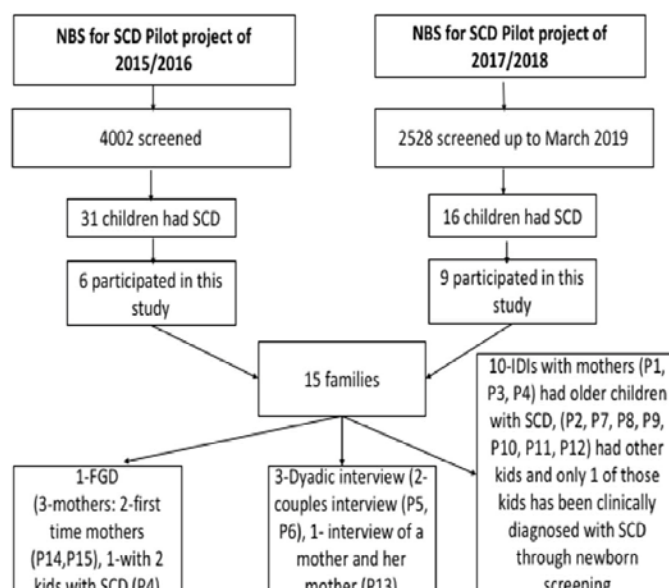 NBS for SCD Pilot project of
2015/2016
NBS for SCD Pilot project of
2017/2018
4002 screened
2528 screened up to March 2019
31 children had SCD
16 children had SCD
6 participated in this
study
9 participated in this
study
15 families
10-IDIs with mothers (P1,
P3, P4) had older children
with SCD, (P2, P7, P8, P9,
P10, P11, P12) had other
kids and only 1 of those
kids has been clinically
diagnosed with SCD
through newborn
screening
1-FGD
(3-mothers: 2-first
time mothers
(P14,P15), 1-with 2
kids with SCD (P4)
3-Dyadic interview (2-
couples interview (P5,
P6), 1- interview of a
mother and her
mother (P13)